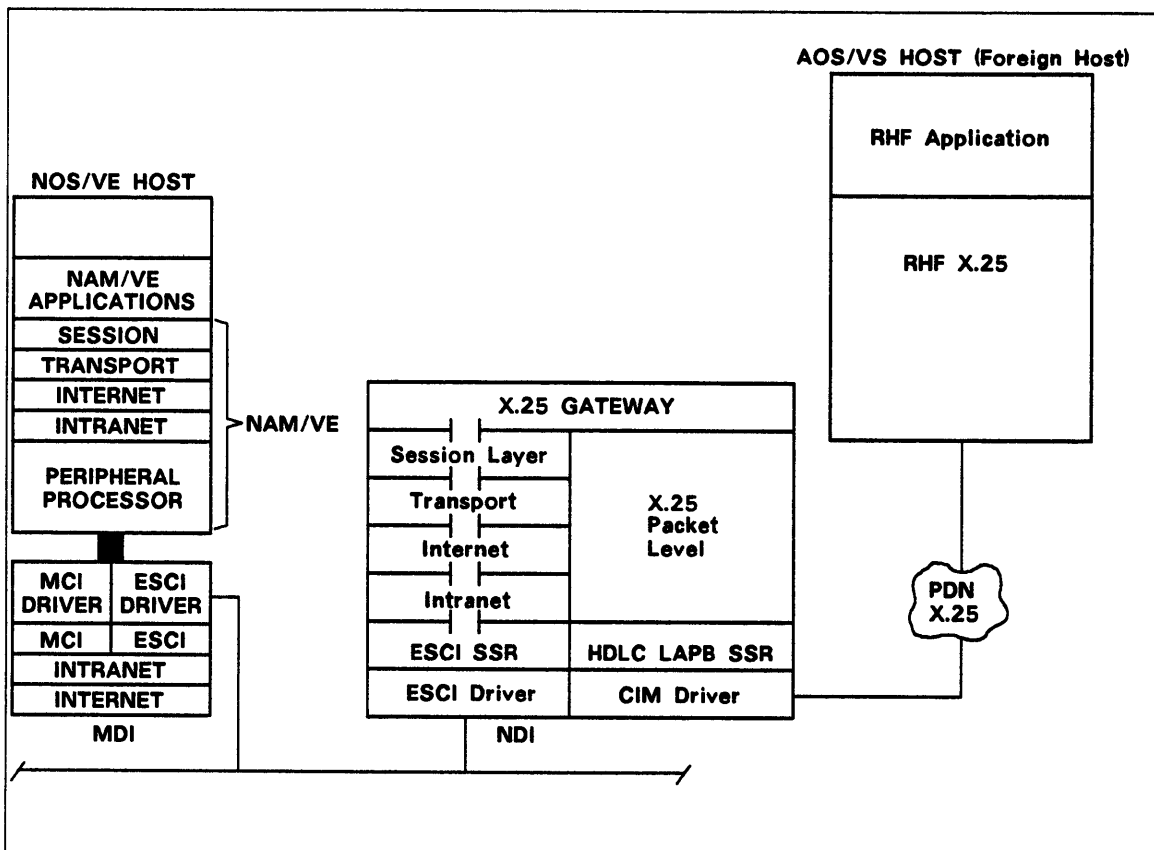 AOS/VS HOST (Foreign Host)
RHF Application
RHF X.25
NOS/VE HOST
NAM/VE
APPLICATIONS
SESSION
TRANSPORT
INTERNET
INTRANET
PERIPHERAL
PROCESSOR
NAM/VE
MCI
DRIVER
ESCI
DRIVER
MCI
ESCI
INTRANET
INTERNET
MDI
X.25 GATEWAY
Session Layer
Transport
Internet
Intranet
ESCI SSR
ESCI Driver
X.25
Packet
Level
HDLC LAPB SSR
CIM Driver
NDI
PDN
X.25